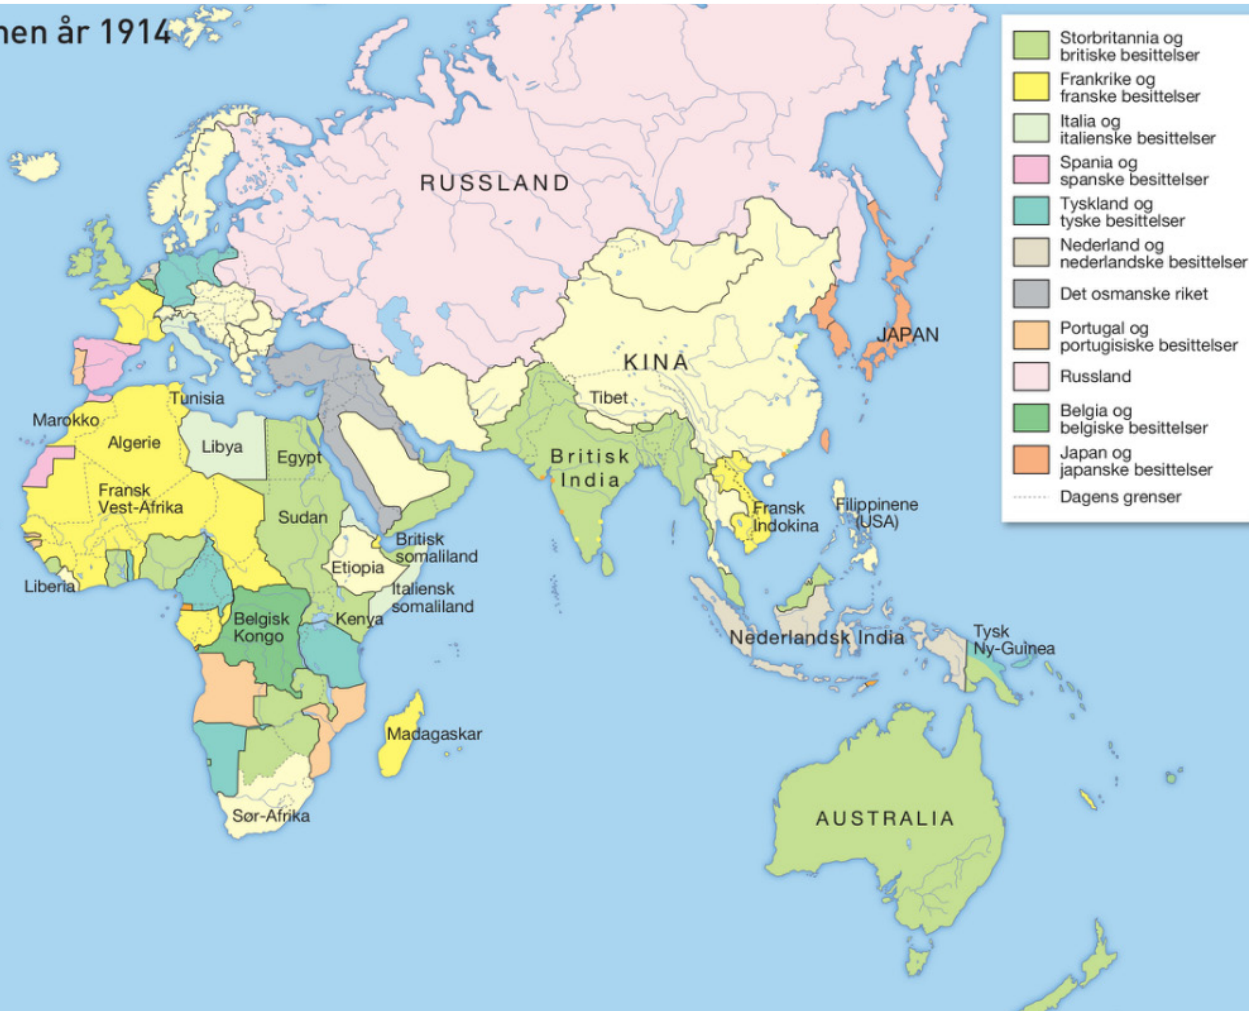 nen år 1914
Storbritannia og
britiske besittelser
Frankrike og
franske besittelser
Italia og
italienske besittelser
Spania og
spanske besittelser
Tyskland og
tyske besittelser
Nederland og
nederlandske besittelser
Det osmanske riket
Portugal og
portugisiske besittelser
Russland
Belgia og
belgiske besittelser
Japan og
japanske besittelser
Dagens grenser
RUSSLAND
JAPAN
KINA
Tibet
Tunisia
Marokko
Algerie
Libya
Egypt
Britisk
India
Fransk
Vest-Afrika
Fransk
Indokina
Filippinene
(USA)
Sudan
Britisk
somaliland
Etiopia
Liberia
Italiensk
somaliland
Belgisk
Kongo
Kenya
Nederlandsk India
Tysk
Ny-Guinea
Madagaskar
Sør-Afrika
AUSTRALIA